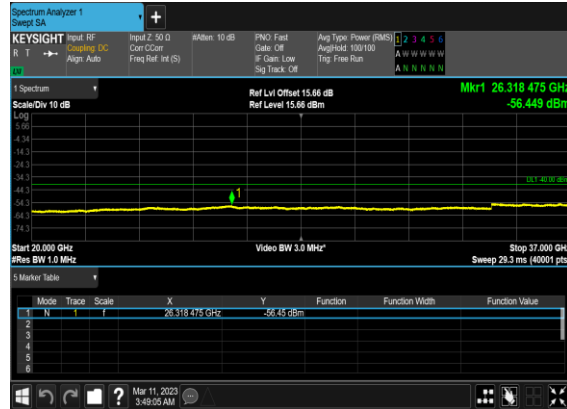 Spectrum Analyzer 1
Swept SA
+
KEYSIGHT Input: RF Input Z: 50 Ω #Atten: 10 dB PNO: Fast Avg Type: Power (RMS) 1 2 3 4 5 6
R T Coupling: DC Corr CCorr Gate: Off Avg|Hold: 100/100 A W W W W W
Align: Auto Freq Ref: Int (S) IF Gain: Low Trig: Free Run
Sig Track: Off A N N N N N
1 Spectrum Ref Lvl Offset 15.66 dB Mkr1 26.318 475 GHz
Scale/Div 10 dB Ref Level 15.66 dBm -56.449 dBm
Log
5.66
-4.34
-14.3
-24.3
-34.3
DL1 -40.00 dBm
-44.3
1
-54.3
-64.3
-74.3
Start 20.000 GHz Video BW 3.0 MHz* Stop 37.000 GHz
#Res BW 1.0 MHz Sweep 29.3 ms (40001 pts)
5 Marker Table
Mode Trace Scale X Y Function Function Width Function Value
1 N 1 f 26.318 475 GHz -56.45 dBm
2
3
4
5
6
? Mar 11, 2023
3:49:05 AM